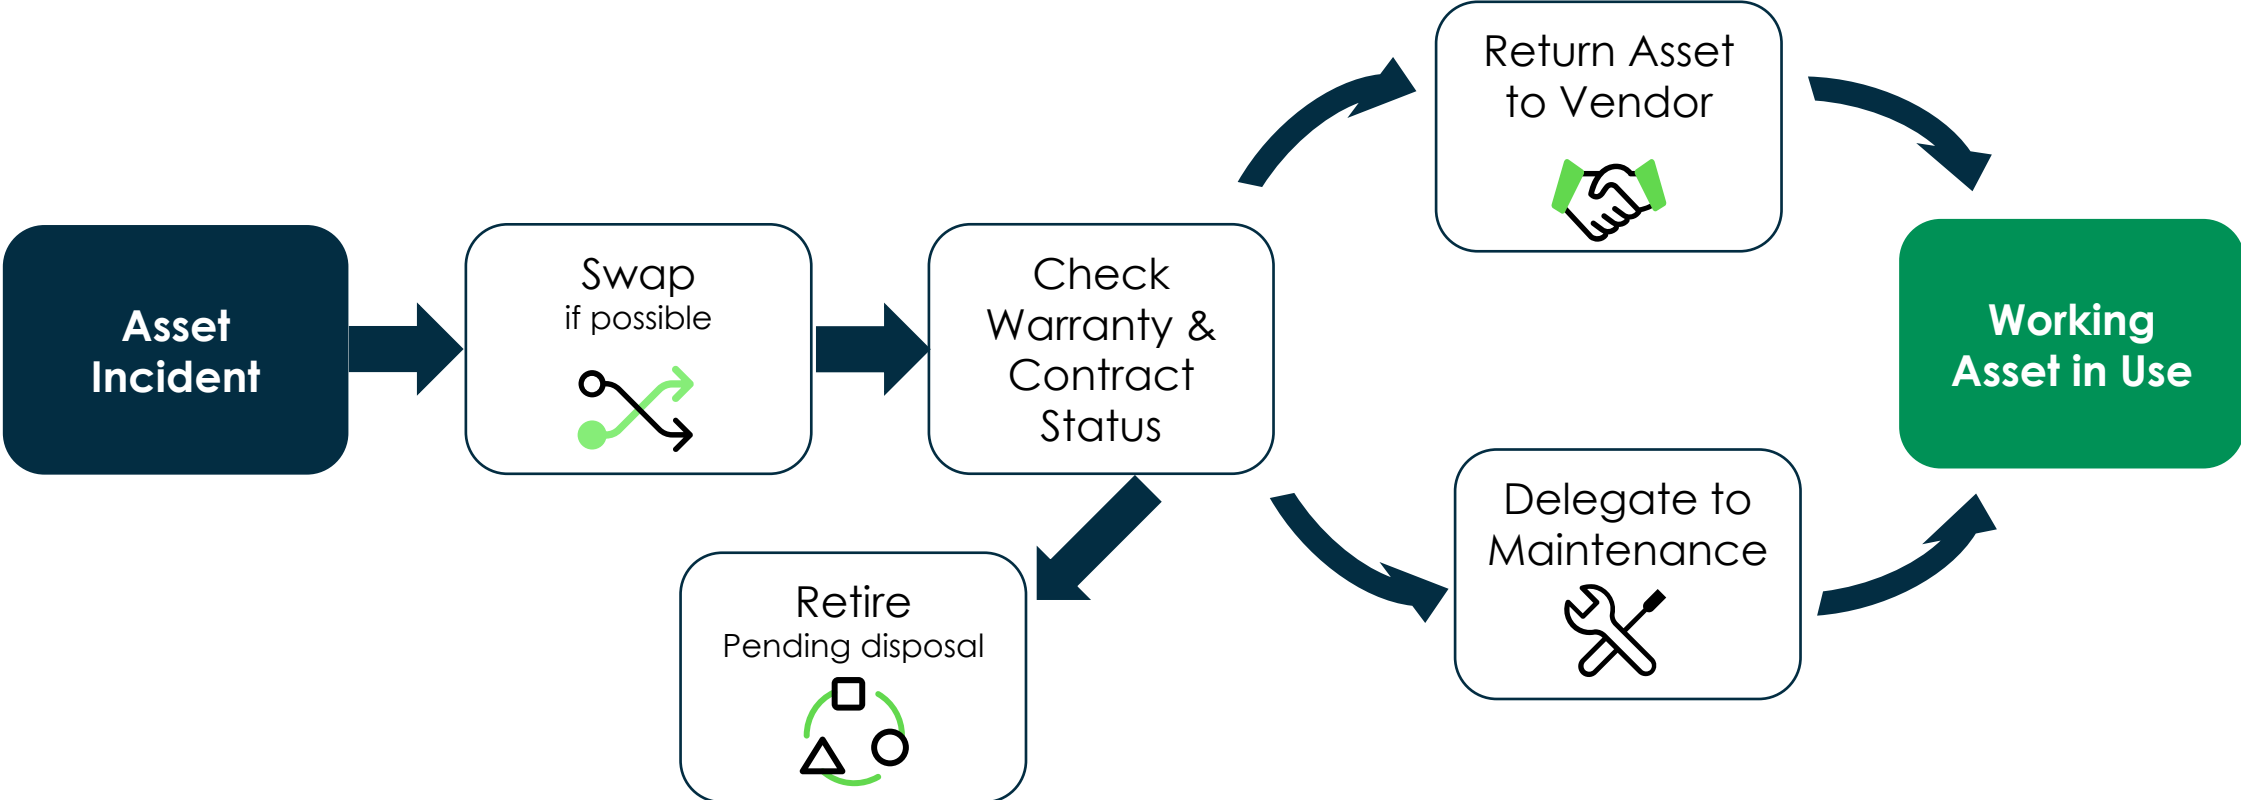 Asset
Incident
Swap
if possible
Check
Warranty &
Contract
Status
Return Asset
to Vendor
Working
Asset in Use
Delegate to
Maintenance
Retire
Pending disposal